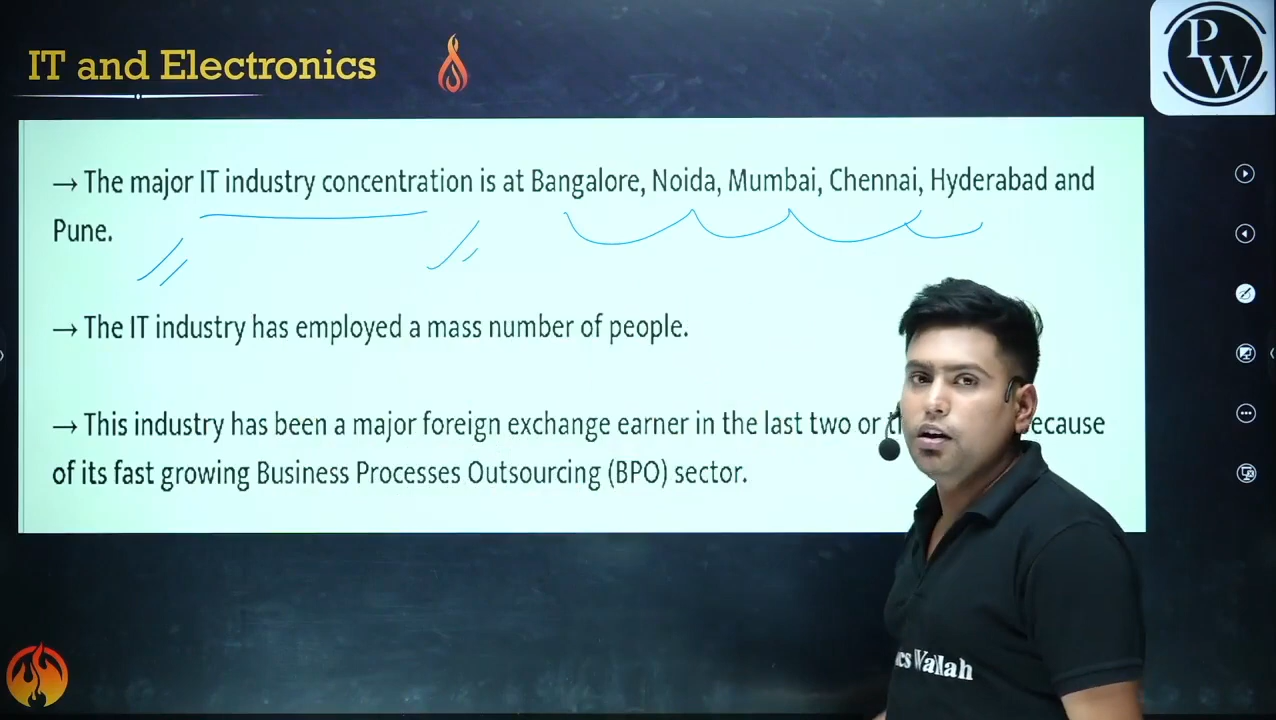 IT and Electronics
PW
→ The major IT industry concentration is at Bangalore, Noida, Mumbai, Chennai, Hyderabad and
Pune.
→ The IT industry has employed a mass number of people.
→ This industry has been a major foreign exchange earner in the last two or
of its fast growing Business Processes Outsourcing (BPO) sector.
Wallah